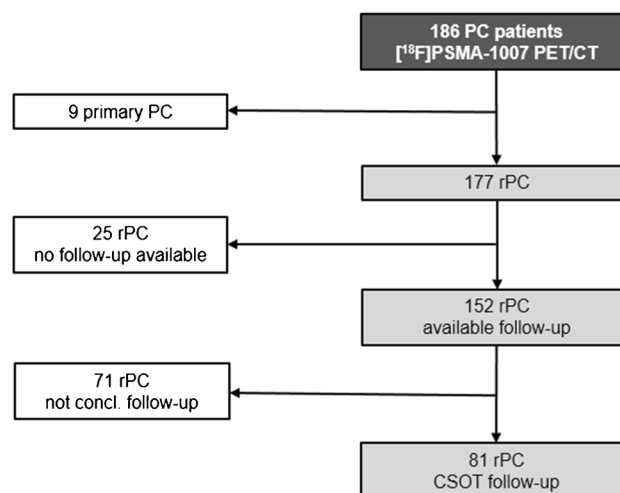 186 PC patients
[¹⁸F]PSMA-1007 PET/CT
9 primary PC
177 rPC
25 rPC
no follow-up available
152 rPC
available follow-up
71 rPC
not concl. follow-up
81 rPC
CSOT follow-up